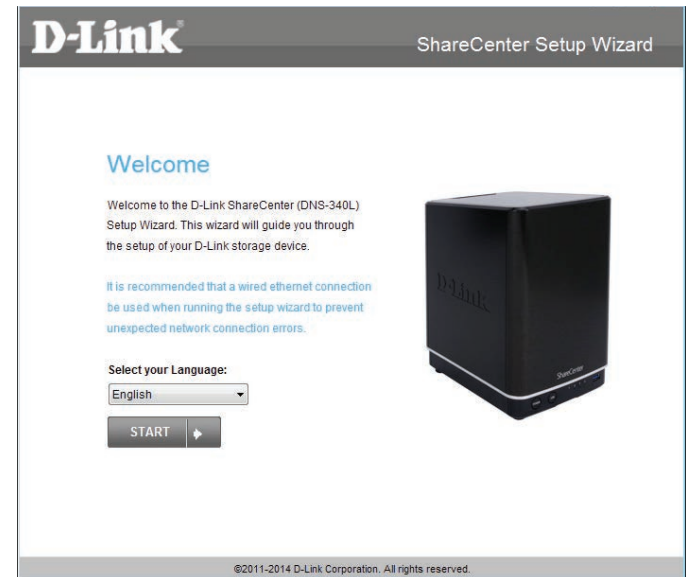 D-Link
ShareCenter Setup Wizard
Welcome
Welcome to the D-Link ShareCenter (DNS-340L)
Setup Wizard. This wizard will guide you through
the setup of your D-Link storage device.
It is recommended that a wired ethernet connection
be used when running the setup wizard to prevent
unexpected network connection errors.
Select your Language:
English
START
D-Link
ShareCenter
©2011-2014 D-Link Corporation. All rights reserved.